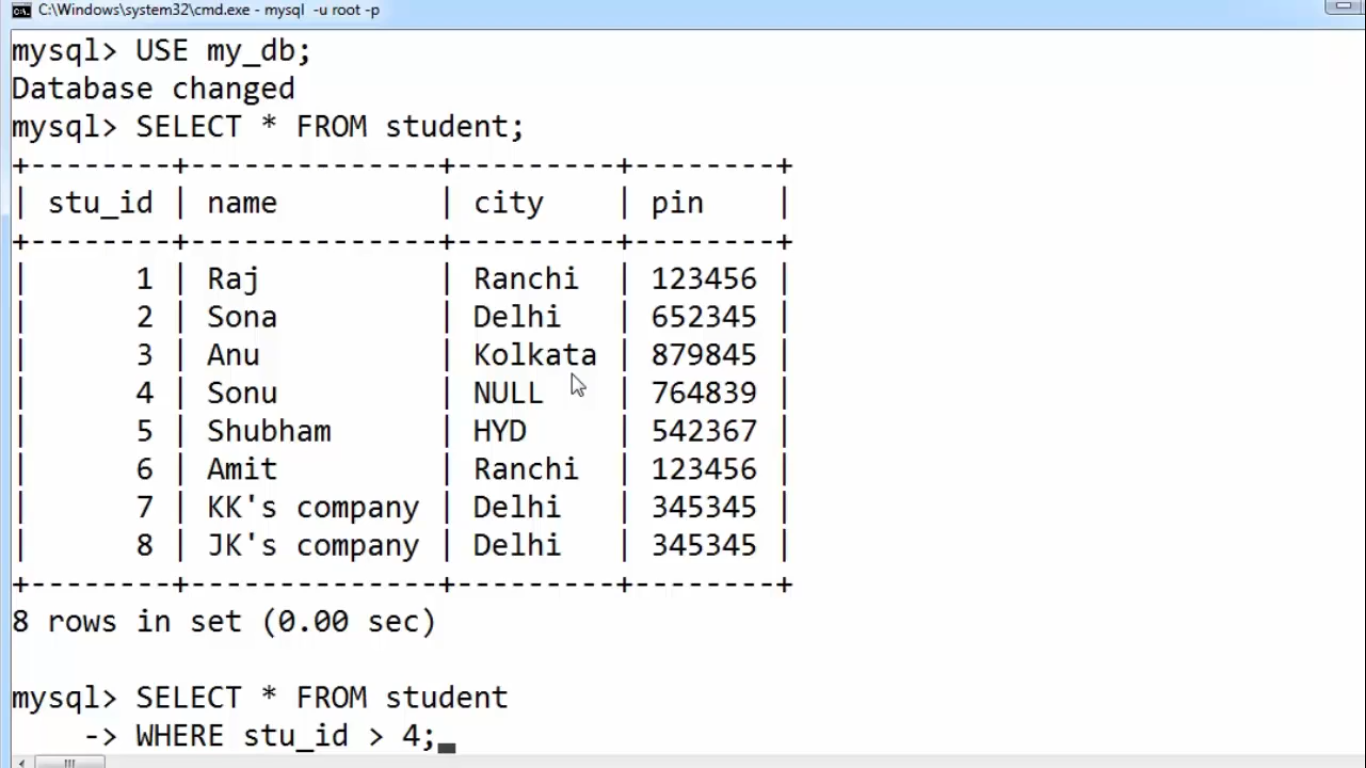 C:\Windows\system32\cmd.exe - mysql  -u root -p
mysql> USE my_db;
Database changed
mysql> SELECT * FROM student;
+--------+--------------+---------+--------+
| stu_id | name         | city    | pin    |
+--------+--------------+---------+--------+
|      1 | Raj          | Ranchi  | 123456 |
|      2 | Sona         | Delhi   | 652345 |
|      3 | Anu          | Kolkata | 879845 |
|      4 | Sonu         | NULL    | 764839 |
|      5 | Shubham      | HYD     | 542367 |
|      6 | Amit         | Ranchi  | 123456 |
|      7 | KK's company | Delhi   | 345345 |
|      8 | JK's company | Delhi   | 345345 |
+--------+--------------+---------+--------+
8 rows in set (0.00 sec)
mysql> SELECT * FROM student
    -> WHERE stu_id > 4;